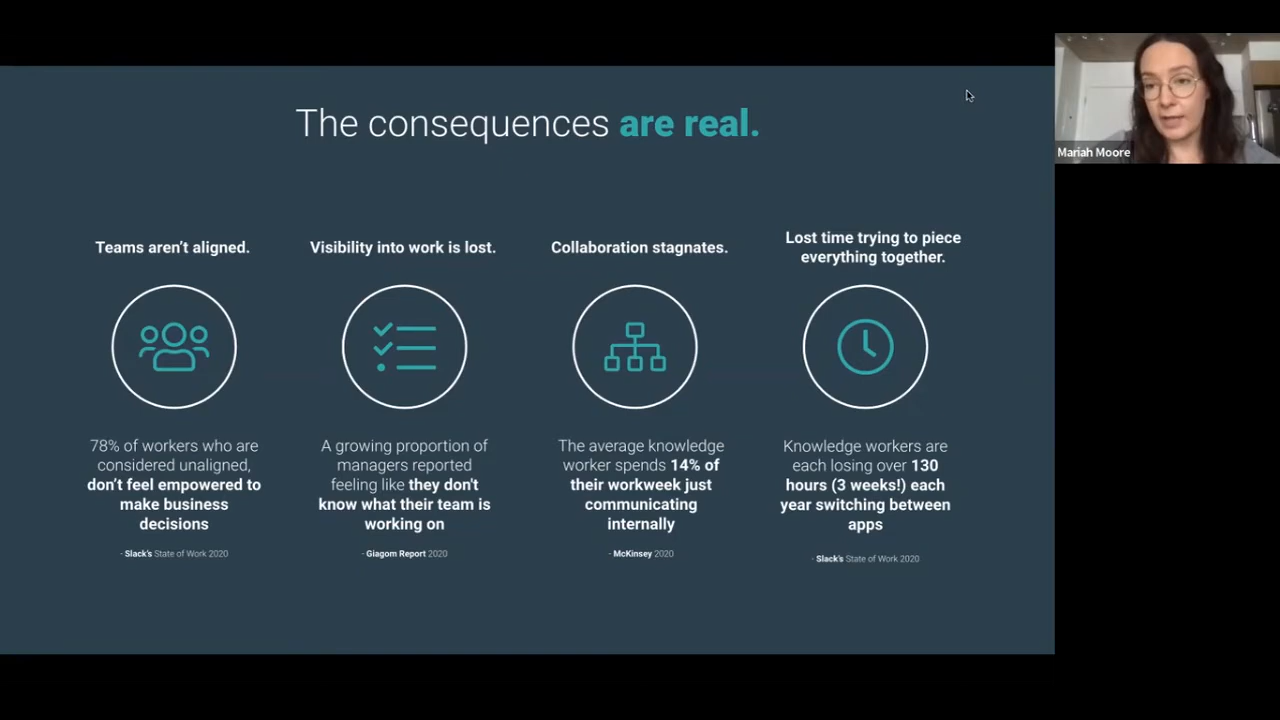 The consequences are real.
Mariah Moore
Teams aren't aligned.
78% of workers who are
considered unaligned,
don't feel empowered to
make business
decisions
- Slack's State of Work 2020
Visibility into work is lost.
A growing proportion of
managers reported
feeling like they don't
know what their team is
working on
- Giagom Report 2020
Collaboration stagnates.
The average knowledge
worker spends 14% of
their workweek just
communicating
internally
- McKinsey 2020
Lost time trying to piece
everything together.
Knowledge workers are
each losing over 130
hours (3 weeks!) each
year switching between
apps
- Slack's State of Work 2020